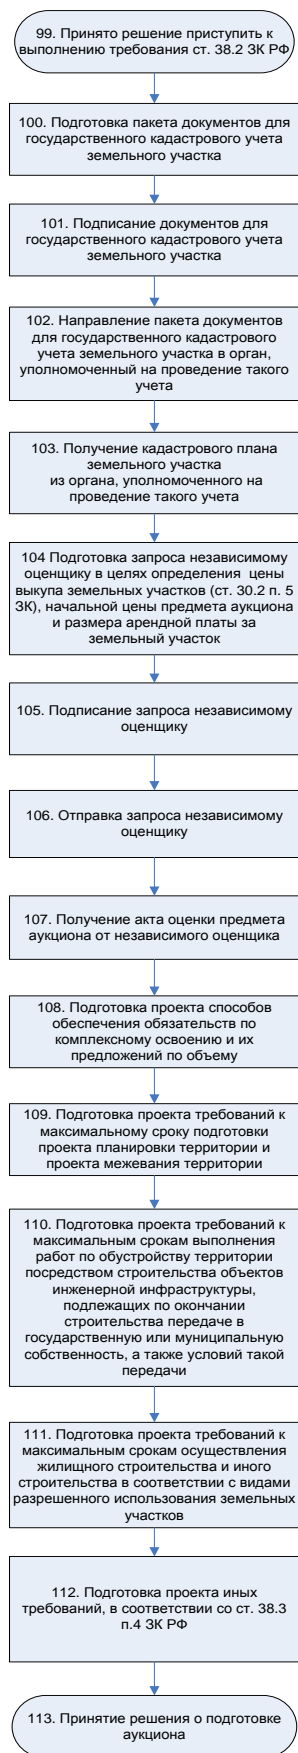 99. Принято решение приступить к
выполнению требования ст. 38.2 ЗК РФ
100. Подготовка пакета документов для
государственного кадастрового учета
земельного участка
101. Подписание документов для
государственного кадастрового учета
земельного участка
102. Направление пакета документов
для государственного кадастрового
учета земельного участка в орган,
уполномоченный на проведение такого
учета
103. Получение кадастрового плана
земельного участка
из органа, уполномоченного на
проведение такого учета
104 Подготовка запроса независимому
оценщику в целях определения цены
выкупа земельных участков (ст. 30.2 п. 5
ЗК), начальной цены предмета аукциона
и размера арендной платы за
земельный участок
105. Подписание запроса независимому
оценщику
106. Отправка запроса независимому
оценщику
107. Получение акта оценки предмета
аукциона от независимого оценщика
108. Подготовка проекта способов
обеспечения обязательств по
комплексному освоению и их
предложений по объему
109. Подготовка проекта требований к
максимальному сроку подготовки
проекта планировки территории и
проекта межевания территории
110. Подготовка проекта требований к
максимальным срокам выполнения
работ по обустройству территории
посредством строительства объектов
инженерной инфраструктуры,
подлежащих по окончании
строительства передаче в
государственную или муниципальную
собственность, а также условий такой
передачи
111. Подготовка проекта требований к
максимальным срокам осуществления
жилищного строительства и иного
строительства в соответствии с видами
разрешенного использования земельных
участков
112. Подготовка проекта иных
требований, в соответствии со ст. 38.3
п.4 ЗК РФ
113. Принятие решения о подготовке
аукциона